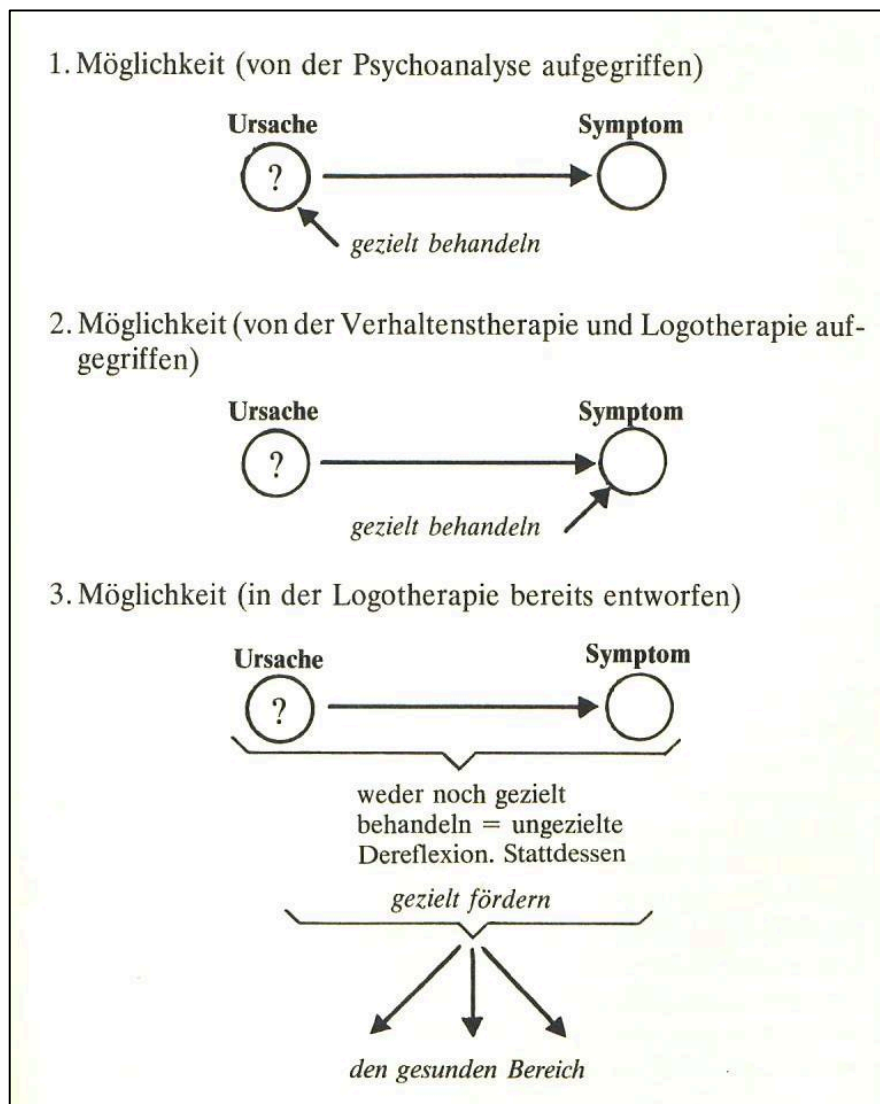 1. Möglichkeit (von der Psychoanalyse aufgegriffen)
Ursache Symptom
?
gezielt behandeln
2. Möglichkeit (von der Verhaltenstherapie und Logotherapie auf-
gegriffen)
Ursache Symptom
?
gezielt behandeln
3. Möglichkeit (in der Logotherapie bereits entworfen)
Ursache Symptom
?
weder noch gezielt
behandeln = ungezielte
Dereflexion. Stattdessen
gezielt fördern
den gesunden Bereich